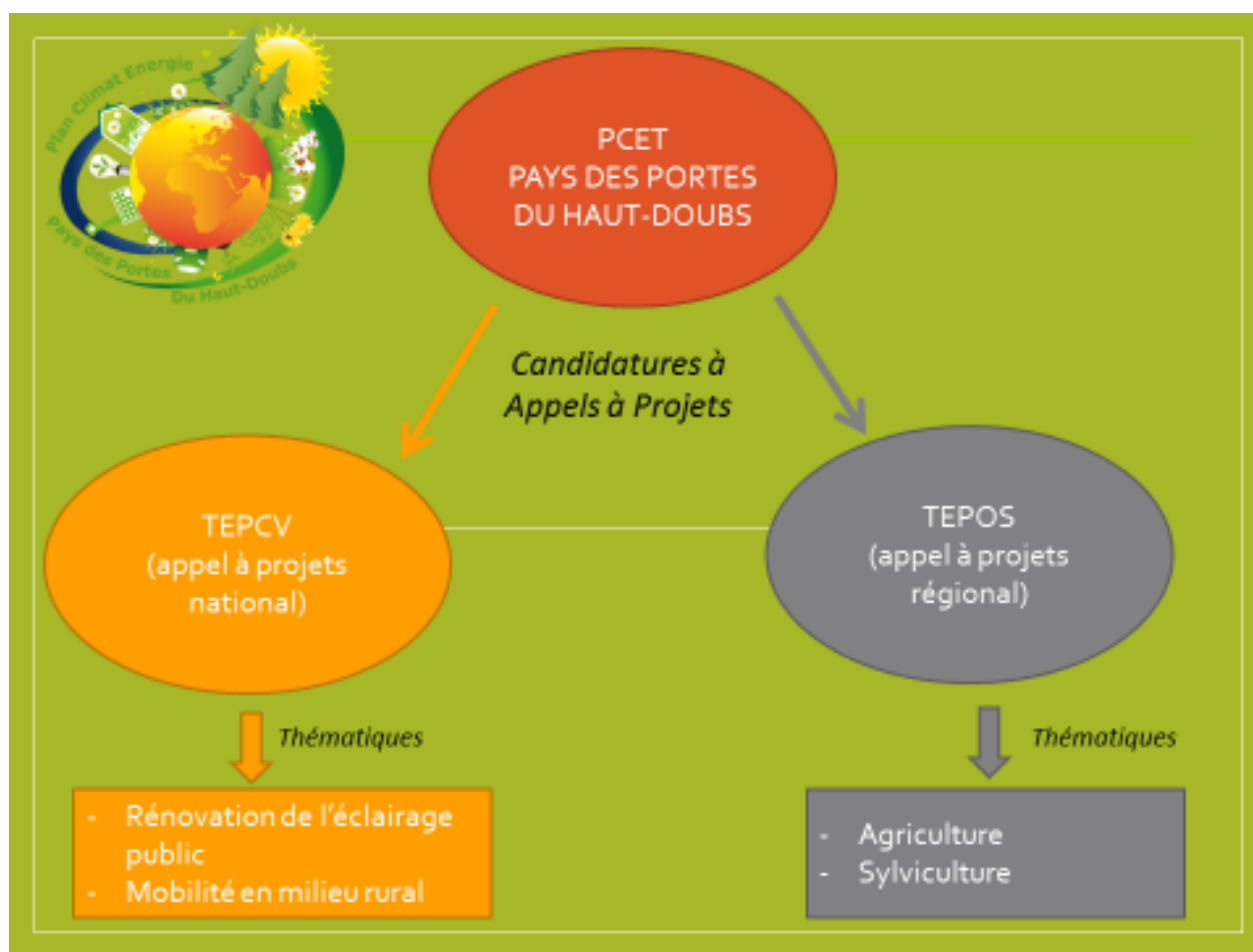 Plan Climat Energie
Pays des Portes
Du Haut-Doubs
PCET
PAYS DES PORTES
DU HAUT-DOUBS
Candidatures à
Appels à Projets
TEPCV
(appel à projets
national)
TEPOS
(appel à projets
régional)
Thématiques
Thématiques
- Rénovation de l'éclairage
public
- Mobilité en milieu rural
- Agriculture
- Sylviculture